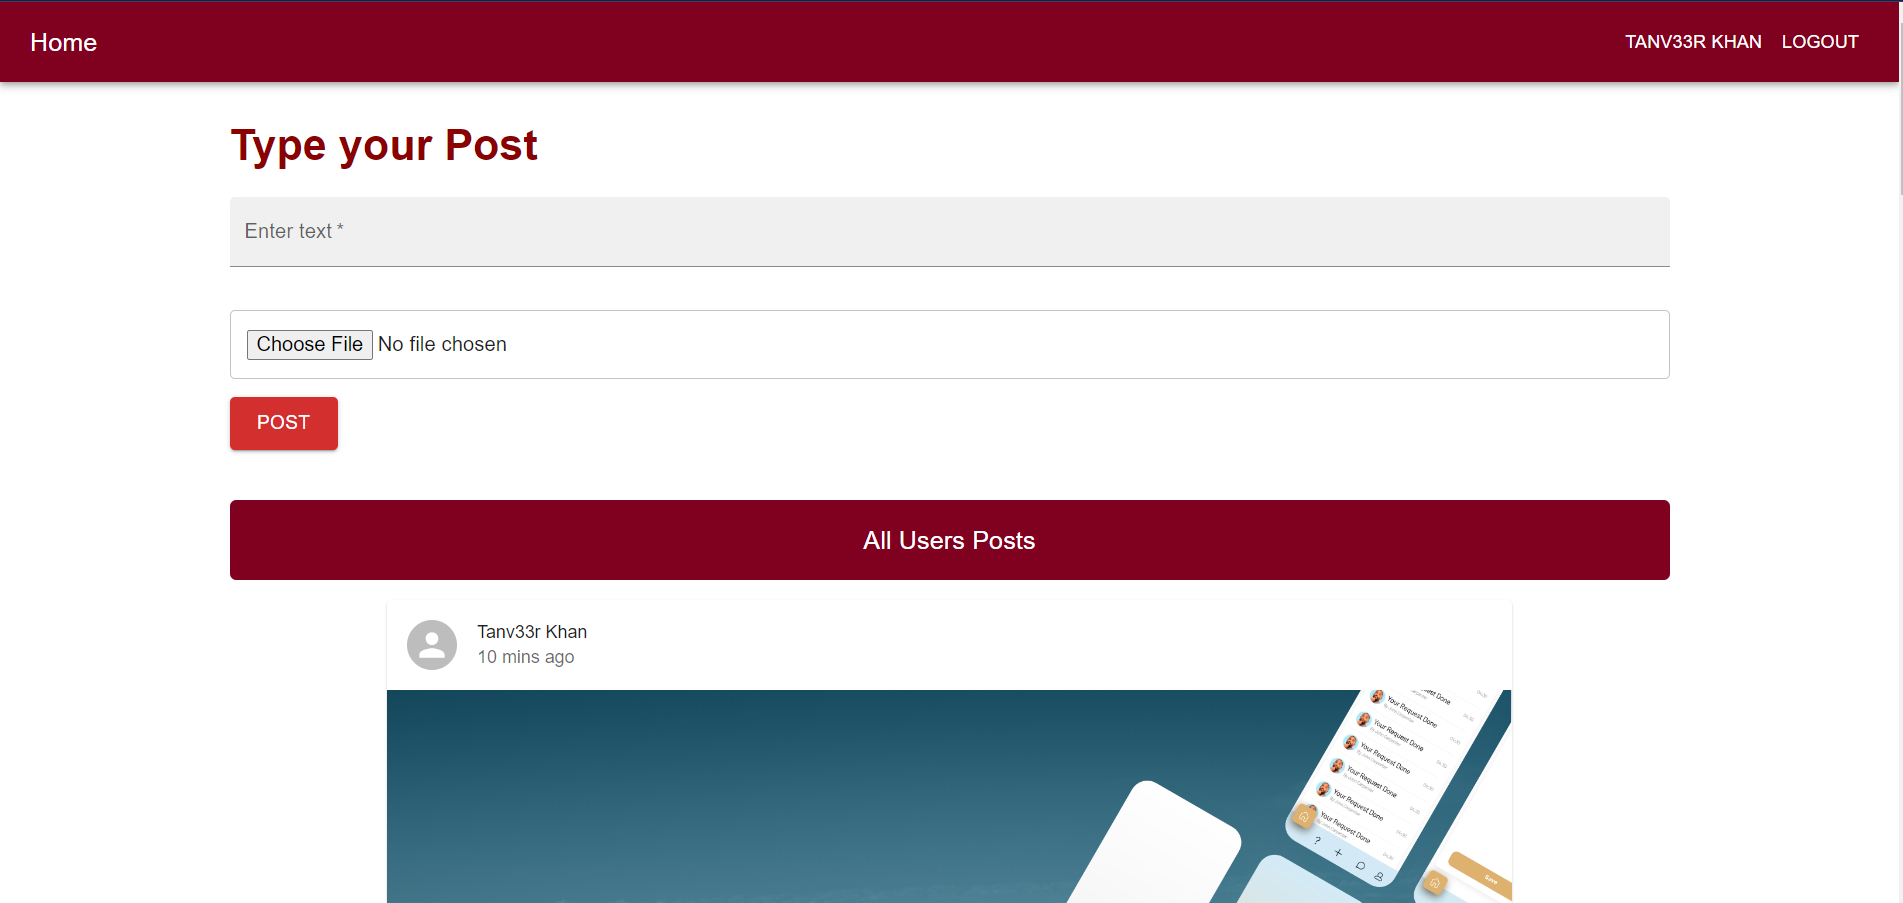 Home
TANV33R KHAN LOGOUT
Type your Post
Enter text *
Choose File No file chosen
POST
All Users Posts
Tanv33r Khan
10 mins ago
Your Request Done
Your Request Done
Your Request Done
Your Request Done
Your Request Done
Your Request Done
Save